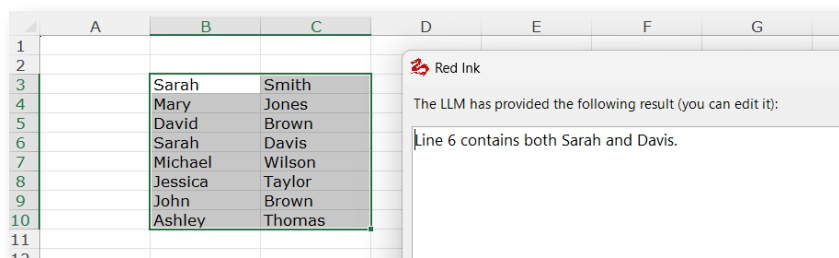 A B C D E F G
1
2
3 Sarah Smith
4 Mary Jones
5 David Brown
6 Sarah Davis
7 Michael Wilson
8 Jessica Taylor
9 John Brown
10 Ashley Thomas
11
12
Red Ink
The LLM has provided the following result (you can edit it):
Line 6 contains both Sarah and Davis.